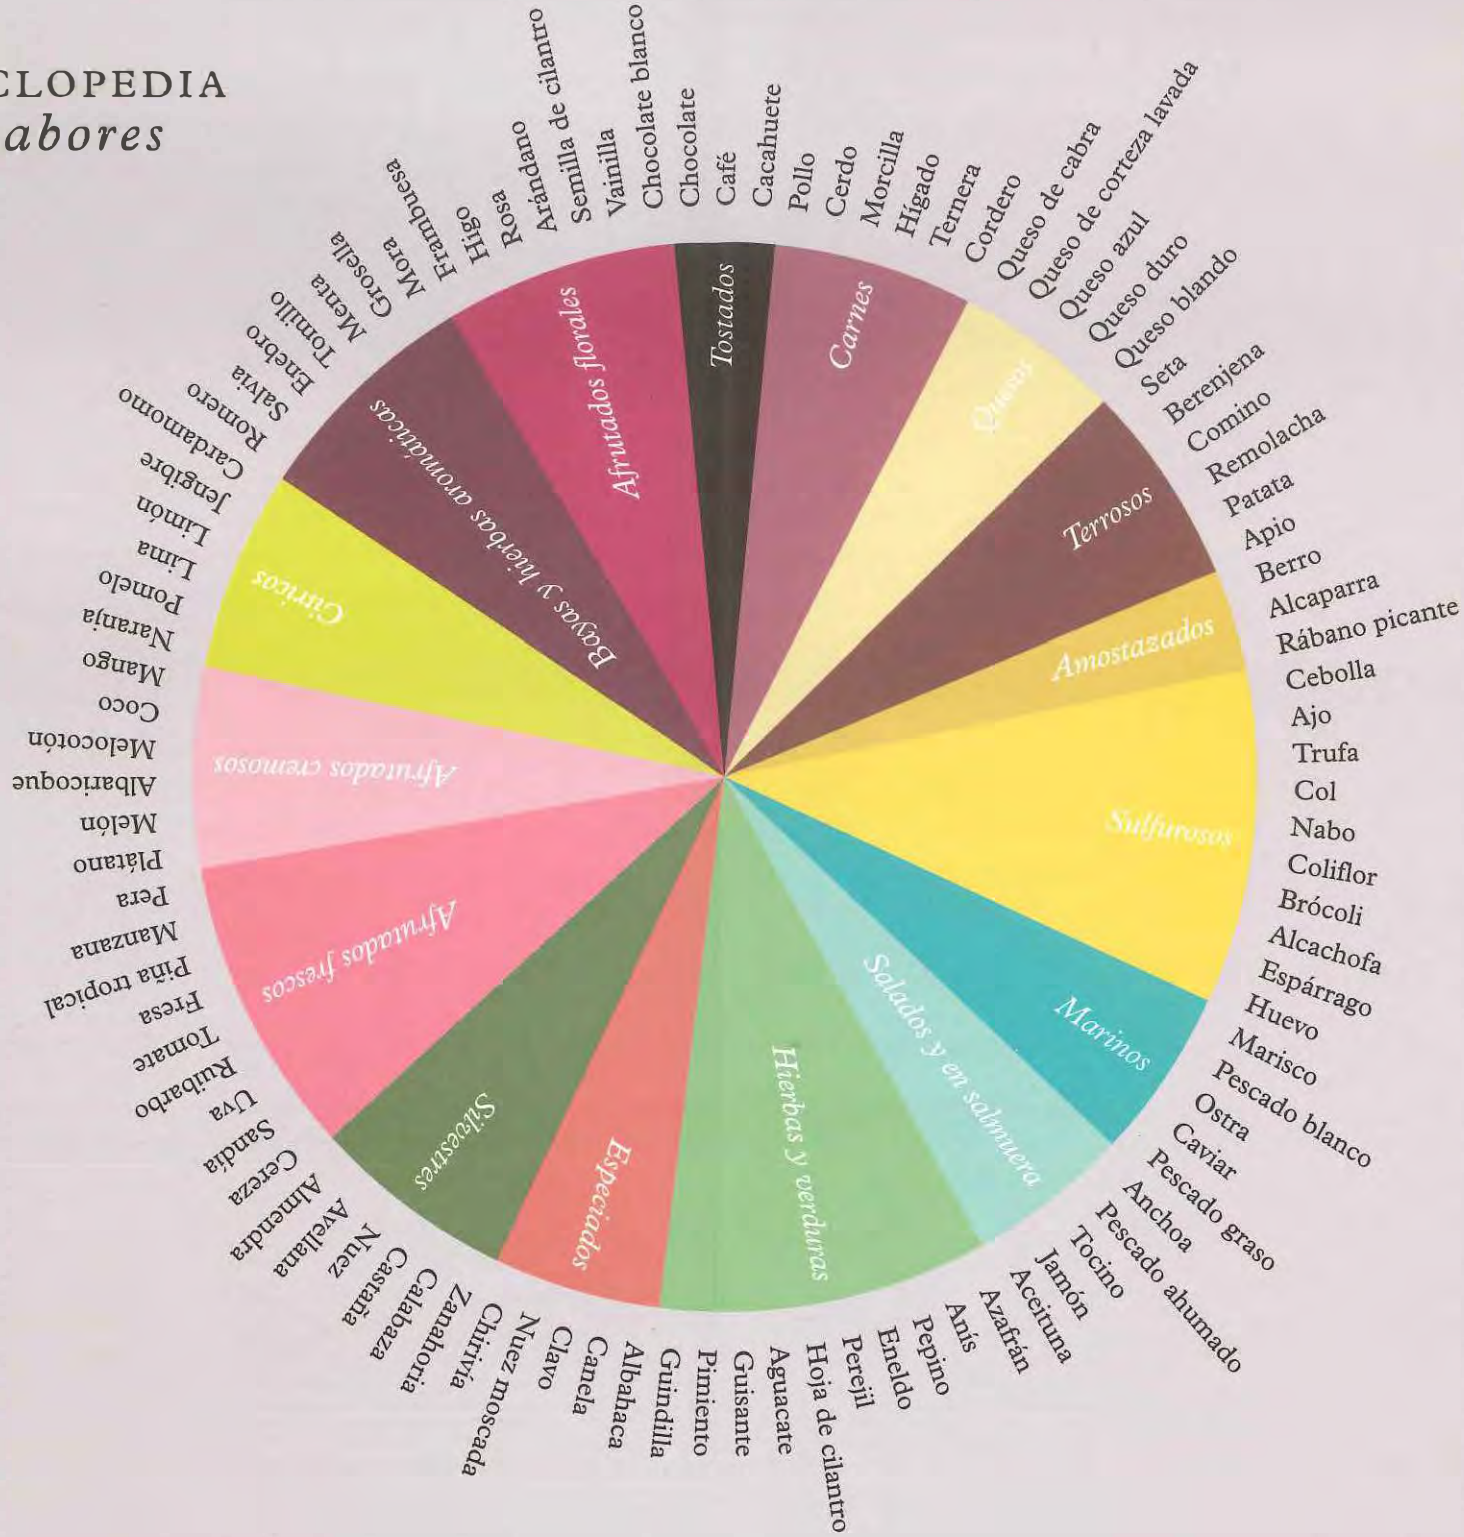 CLOPEDIA
abores
Chocolate
Café
Cacahuete
Pollo
Cerdo
Morcilla
Hígado
Ternera
Cordero
Queso de cabra
Queso de corteza lavada
Queso azul
Queso duro
Queso blando
Seta
Berenjena
Comino
Remolacha
Patata
Apio
Berro
Alcaparra
Rábano picante
Cebolla
Ajo
Trufa
Col
Nabo
Coliflor
Brócoli
Alcachofa
Espárrago
Huevo
Marisco
Pescado blanco
Ostra
Caviar
Pescado graso
Anchoa
Pescado ahumado
Tocino
Jamón
Aceituna
Azafrán
Anís
Pepino
Eneldo
Perejil
Hoja de cilantro
Aguacate
Guisante
Pimiento
Guindilla
Albahaca
Canela
Clavo
Nuez moscada
Chirivía
Zanahoria
Calabaza
Castaña
Nuez
Avellana
Almendra
Cereza
Sandía
Uva
Ruibarbo
Tomate
Fresa
Piña tropical
Manzana
Pera
Plátano
Melón
Albaricoque
Melocotón
Coco
Mango
Naranja
Pomelo
Lima
Limón
Jengibre
Cardamomo
Romero
Salvia
Enebro
Tomillo
Menta
Grosella
Mora
Frambuesa
Higo
Rosa
Arándano
Semilla de cilantro
Vainilla
Chocolate blanco
Tostados
Carnes
Quesos
Terrosos
Amostazados
Sulfurosos
Marinos
Salados y en salmuera
Hierbas y verduras
Especiados
Silvestres
Afrutados frescos
Afrutados cremosos
Cítricos
Bayas y hierbas aromáticas
Afrutados florales